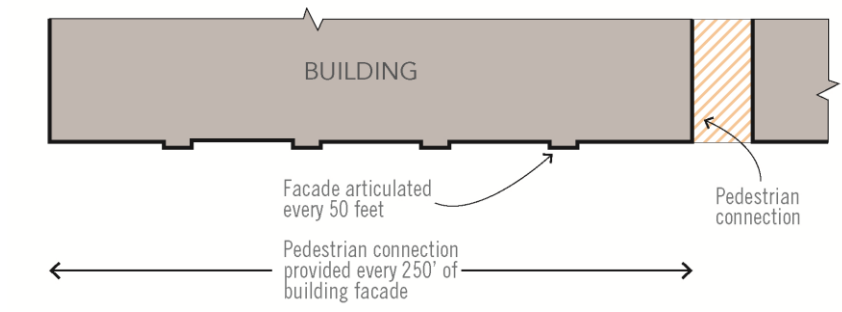 BUILDING
Facade articulated
every 50 feet
Pedestrian
connection
Pedestrian connection
provided every 250' of
building facade